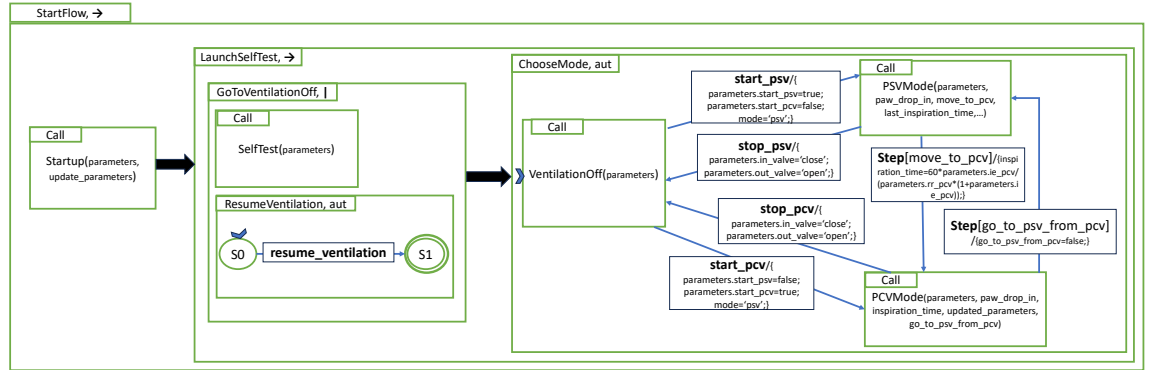 StartFlow, →
Call
Startup(parameters,
update_parameters)
LaunchSelfTest, →
GoToVentilationOff, |
Call
SelfTest(parameters)
ResumeVentilation, aut
S0
resume_ventilation
S1
ChooseMode, aut
Call
VentilationOff(parameters)
start_psv/{
parameters.start_psv=true;
parameters.start_pcv=false;
mode='psv';}
stop_psv/{
parameters.in_valve='close';
parameters.out_valve='open';}
stop_pcv/{
parameters.in_valve='close';
parameters.out_valve='open';}
start_pcv/{
parameters.start_psv=false;
parameters.start_pcv=true;
mode='psv';}
Call
PSVMode(parameters,
paw_drop_in, move_to_pcv,
last_inspiration_time,...)
Step[move_to_pcv]/{inspi
ration_time=60*parameters.ie_pcv/
(parameters.rr_pcv*(1+parameters.i
e_pcv));}
Step[go_to_psv_from_pcv]
/{go_to_psv_from_pcv=false;}
Call
PCVMode(parameters, paw_drop_in,
inspiration_time, updated_parameters,
go_to_psv_from_pcv)